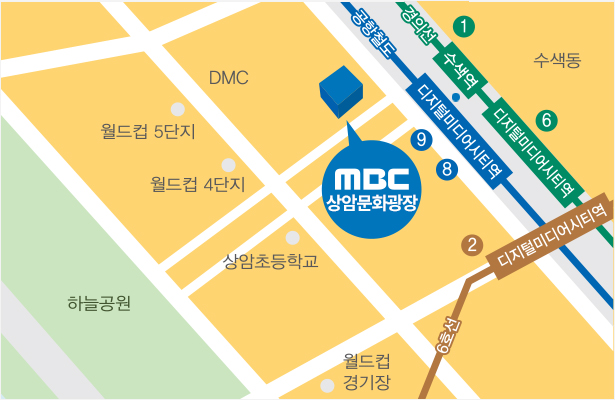 경의선
1
공항철도
수색역
수색동
DMC
디지털미디어시티역
디지털미디어시티역
6
월드컵 5단지
9
8
월드컵 4단지
MBC
상암문화광장
디지털미디어시티역
2
상암초등학교
하늘공원
6호선
월드컵
경기장